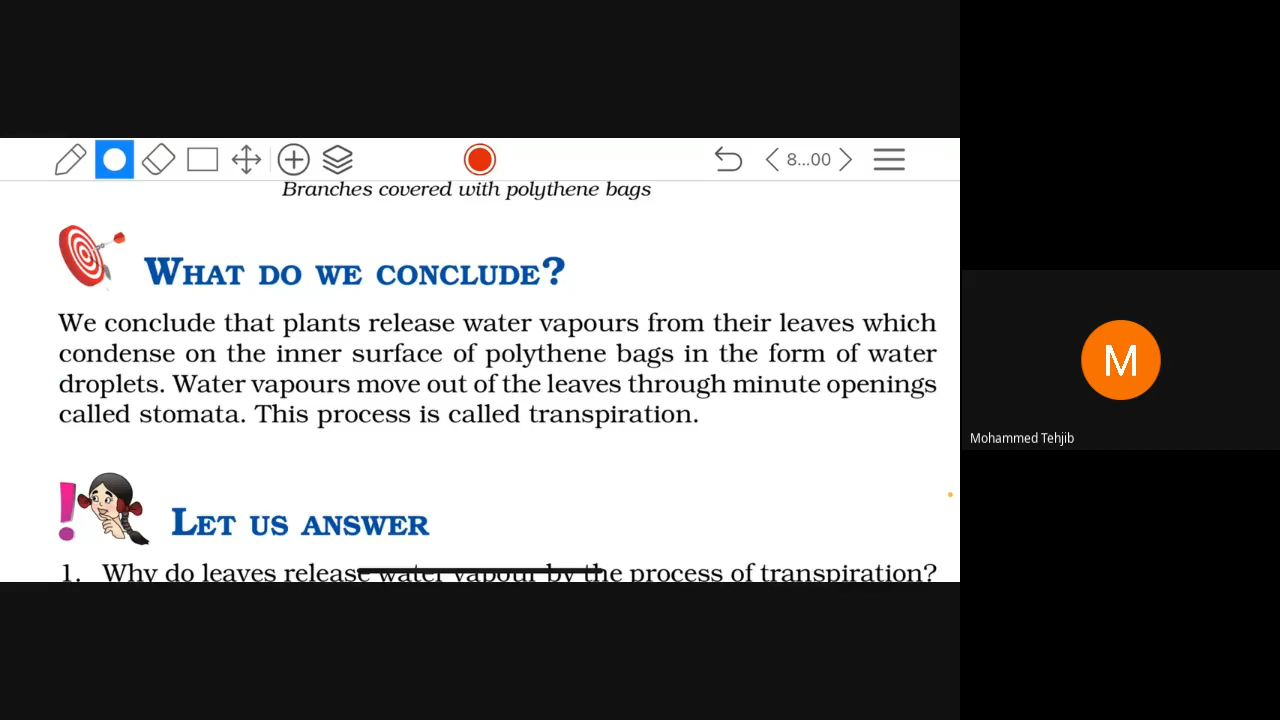 8...00
Branches covered with polythene bags
WHAT DO WE CONCLUDE?
We conclude that plants release water vapours from their leaves which
condense on the inner surface of polythene bags in the form of water
droplets. Water vapours move out of the leaves through minute openings
called stomata. This process is called transpiration.
!
LET US ANSWER
1. Why do leaves release water vapour by the process of transpiration?
M
Mohammed Tehjib